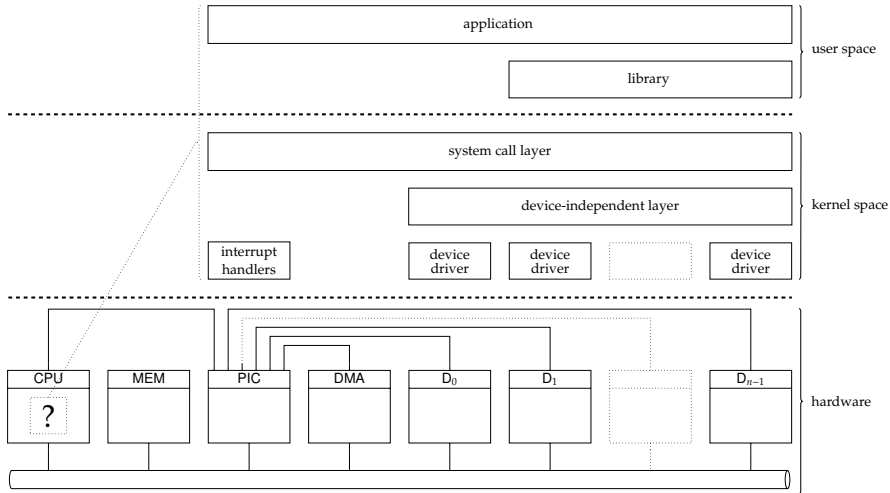 application
user space
library
system call layer
device-independent layer
kernel space
interrupt
handlers
device
driver
device
driver
device
driver
CPU
MEM
PIC
DMA
D0
D1
Dn−1
?
hardware